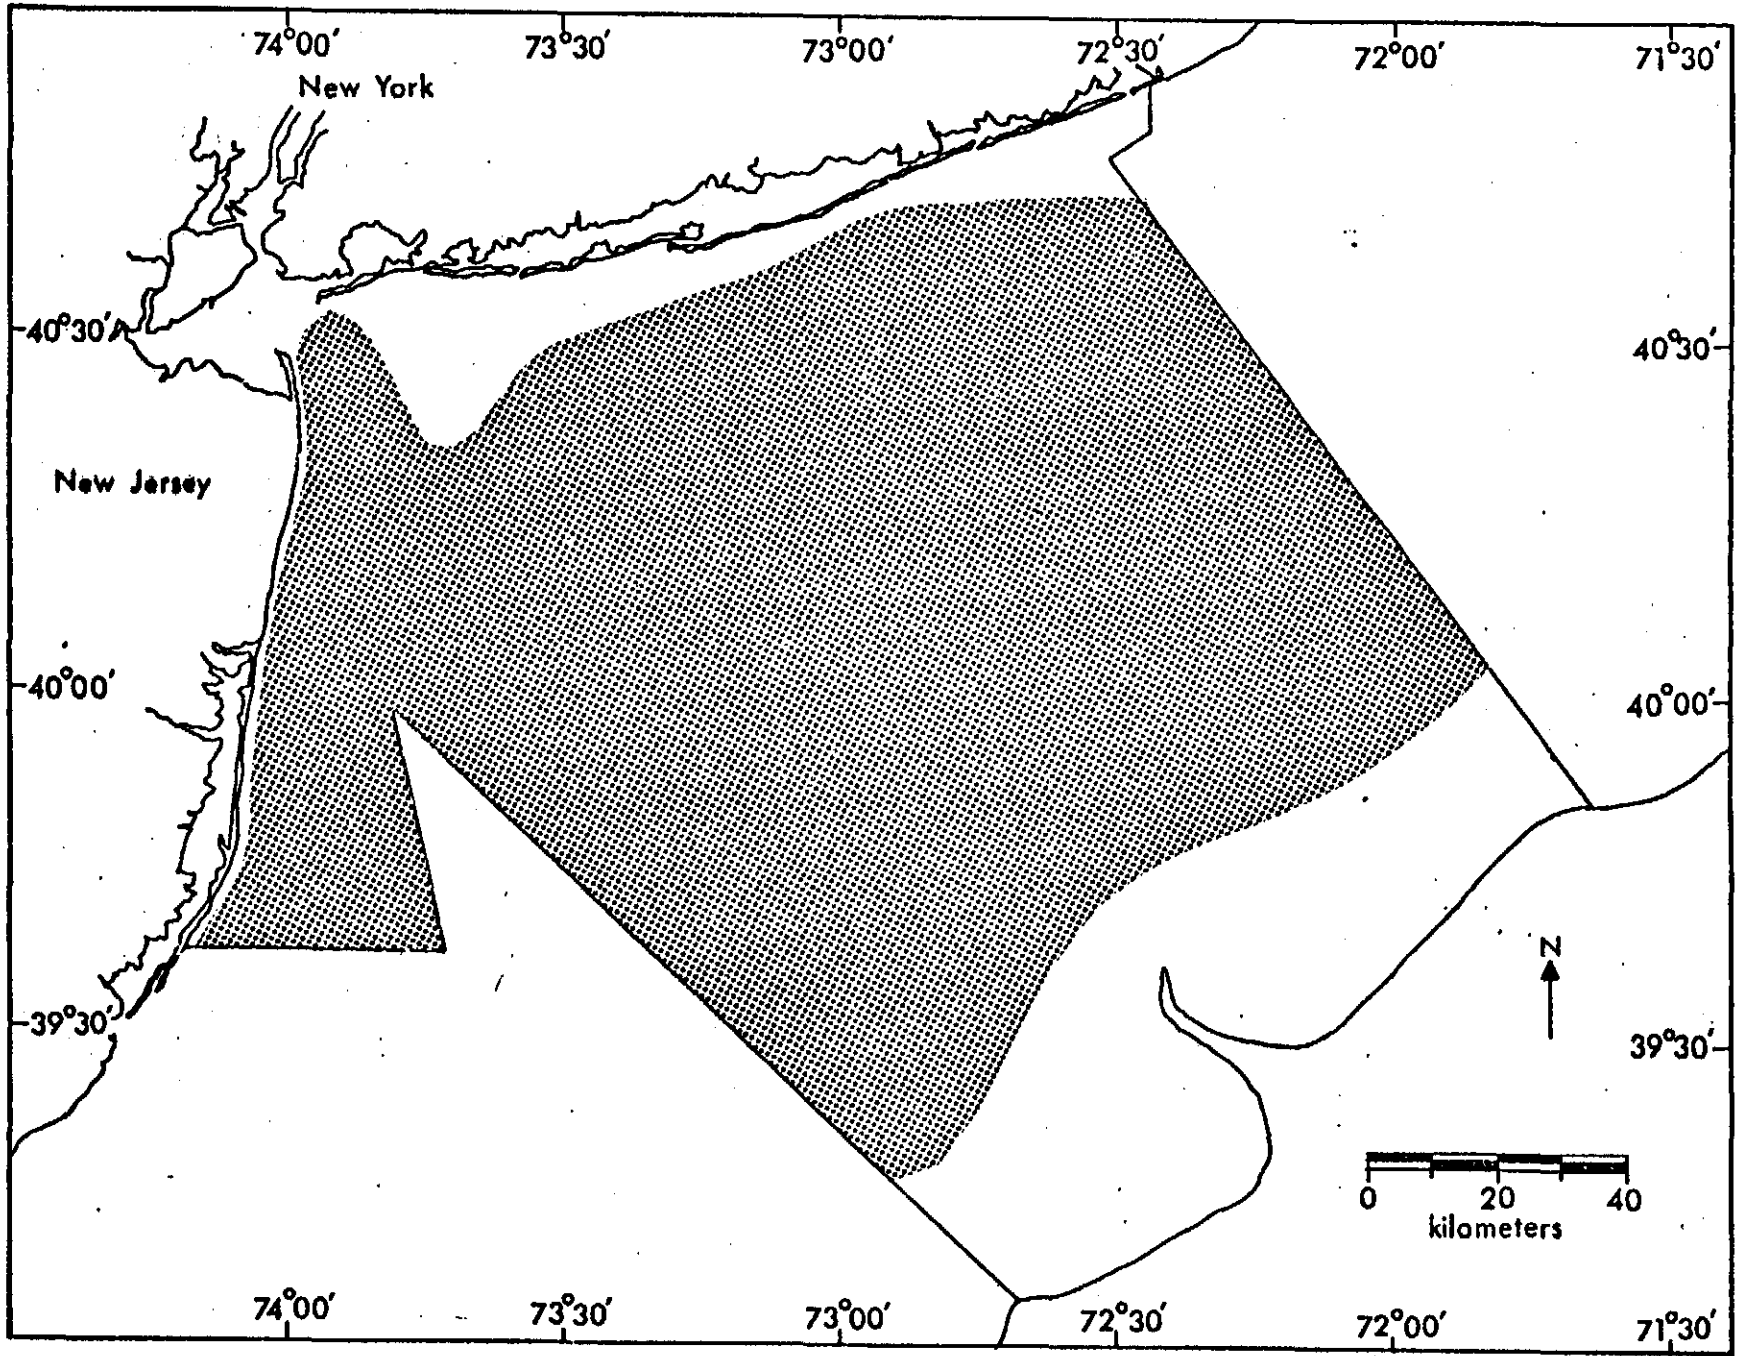 74°00′ 73°30′ 73°00′ 72°30′ 72°00′ 71°30′
New York
40°30′ 40°30′
New Jersey
40°00′ 40°00′
N
39°30′ 39°30′
0 20 40
kilometers
74°00′ 73°30′ 73°00′ 72°30′ 72°00′ 71°30′